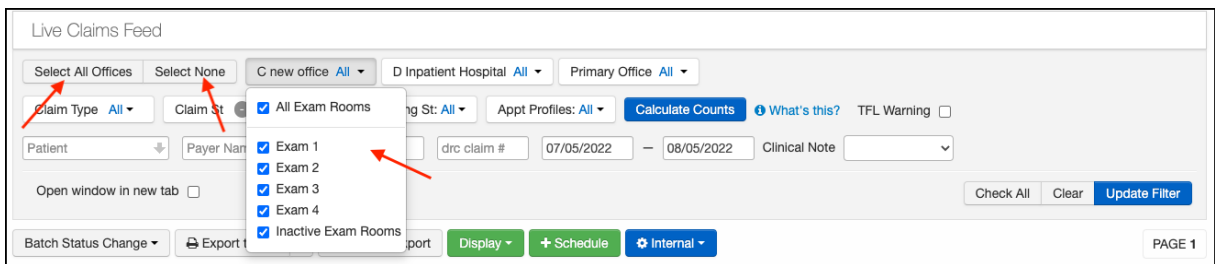 Live Claims Feed
Select All Offices Select None C new office All D Inpatient Hospital All Primary Office All
Claim Type All Claim St All Exam Rooms ng St: All Appt Profiles: All Calculate Counts What's this? TFL Warning
Patient Payer Nam Exam 1 drc claim # 07/05/2022 — 08/05/2022 Clinical Note
Exam 2
Open window in new tab Exam 3 Check All Clear Update Filter
Exam 4
Inactive Exam Rooms
Batch Status Change Export t port Display + Schedule Internal PAGE 1